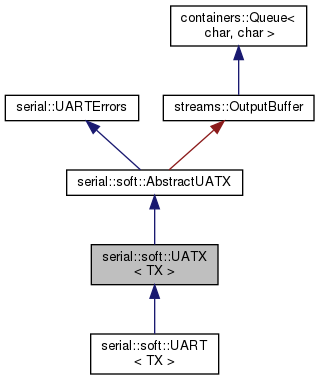 containers::Queue<
char, char >
serial::UARTErrors
streams::OutputBuffer
serial::soft::AbstractUATX
serial::soft::UATX
< TX >
serial::soft::UART
< TX >